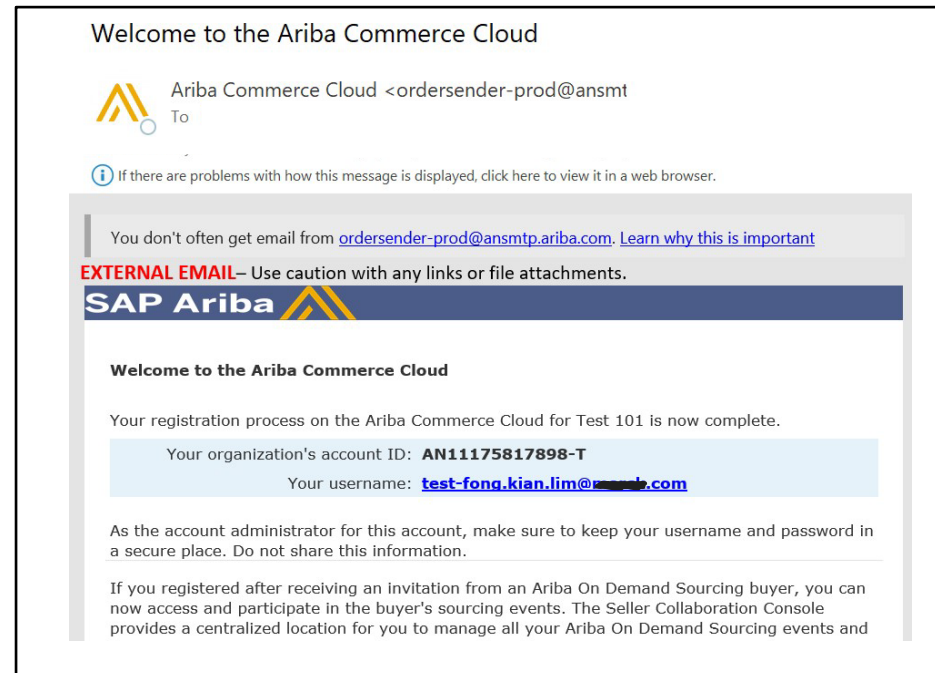 Welcome to the Ariba Commerce Cloud
Ariba Commerce Cloud <ordersender-prod@ansmt
To
If there are problems with how this message is displayed, click here to view it in a web browser.
You don't often get email from ordersender-prod@ansmtp.ariba.com. Learn why this is important
EXTERNAL EMAIL– Use caution with any links or file attachments.
SAP Ariba
Welcome to the Ariba Commerce Cloud
Your registration process on the Ariba Commerce Cloud for Test 101 is now complete.
Your organization's account ID: AN11175817898-T
Your username: test-fong.kian.lim@ .com
As the account administrator for this account, make sure to keep your username and password in
a secure place. Do not share this information.
If you registered after receiving an invitation from an Ariba On Demand Sourcing buyer, you can
now access and participate in the buyer's sourcing events. The Seller Collaboration Console
provides a centralized location for you to manage all your Ariba On Demand Sourcing events and